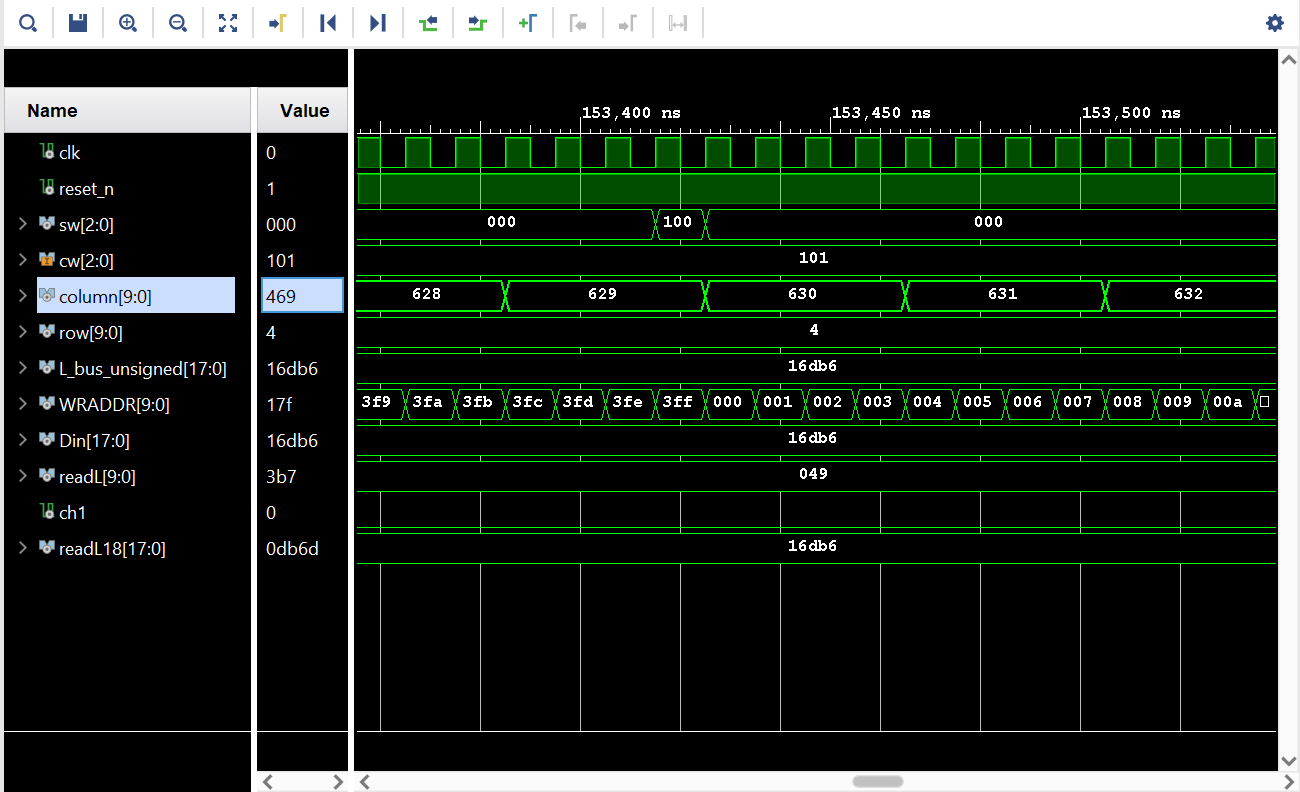 153,400 ns 153,450 ns 153,500 ns
Name Value
clk 0
reset_n 1
sw[2:0] 000 000 100 000
cw[2:0] 101 101
column[9:0] 469 628 629 630 631 632
row[9:0] 4 4
L_bus_unsigned[17:0] 16db6 16db6
WRADDR[9:0] 17f 3f9 3fa 3fb 3fc 3fd 3fe 3ff 000 001 002 003 004 005 006 007 008 009 00a
Din[17:0] 16db6 16db6
readL[9:0] 3b7 049
ch1 0
readL18[17:0] 0db6d 16db6